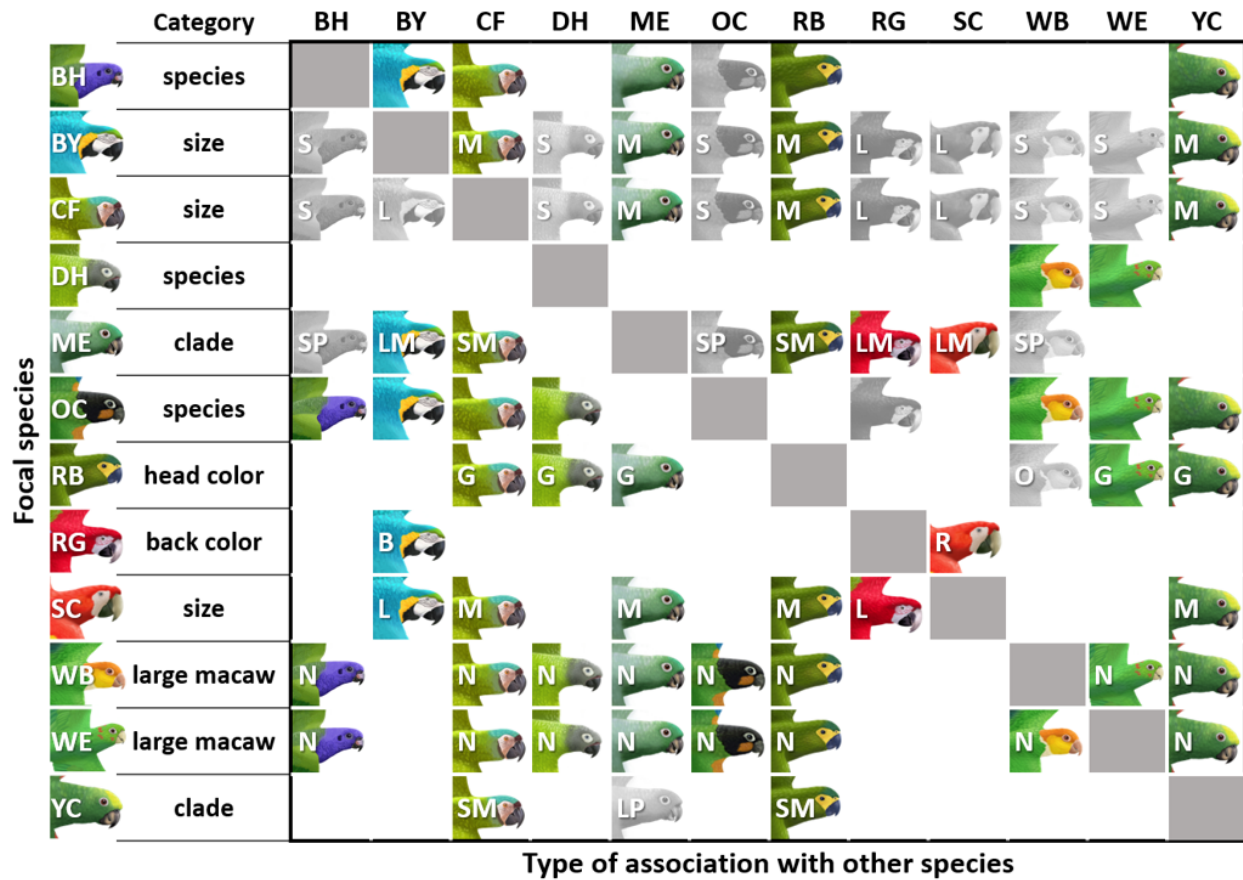 Category BH BY CF DH ME OC RB RG SC WB WE YC
BH species
BY size S M S M S M L L S S M
CF size S L S M S M L L S S M
DH species
ME clade SP LM SM SP SM LM LM SP
OC species
RB head color G G G O G G
RG back color B R
SC size L M M M L M
WB large macaw N N N N N N N N
WE large macaw N N N N N N N N
YC clade SM LP SM
Focal species
Type of association with other species